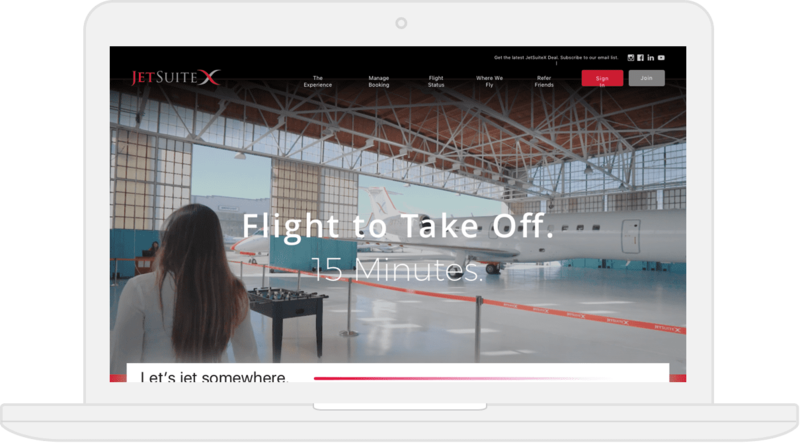 Get the latest JetSuiteX Deal. Subscribe to our email list.
JETSUITEX
The Experience
Manage Booking
Flight Status
Where We Fly
Refer Friends
Sign In
Join
Flight to Take Off.
15 Minutes.
JETSUITEX
Let's jet somewhere.